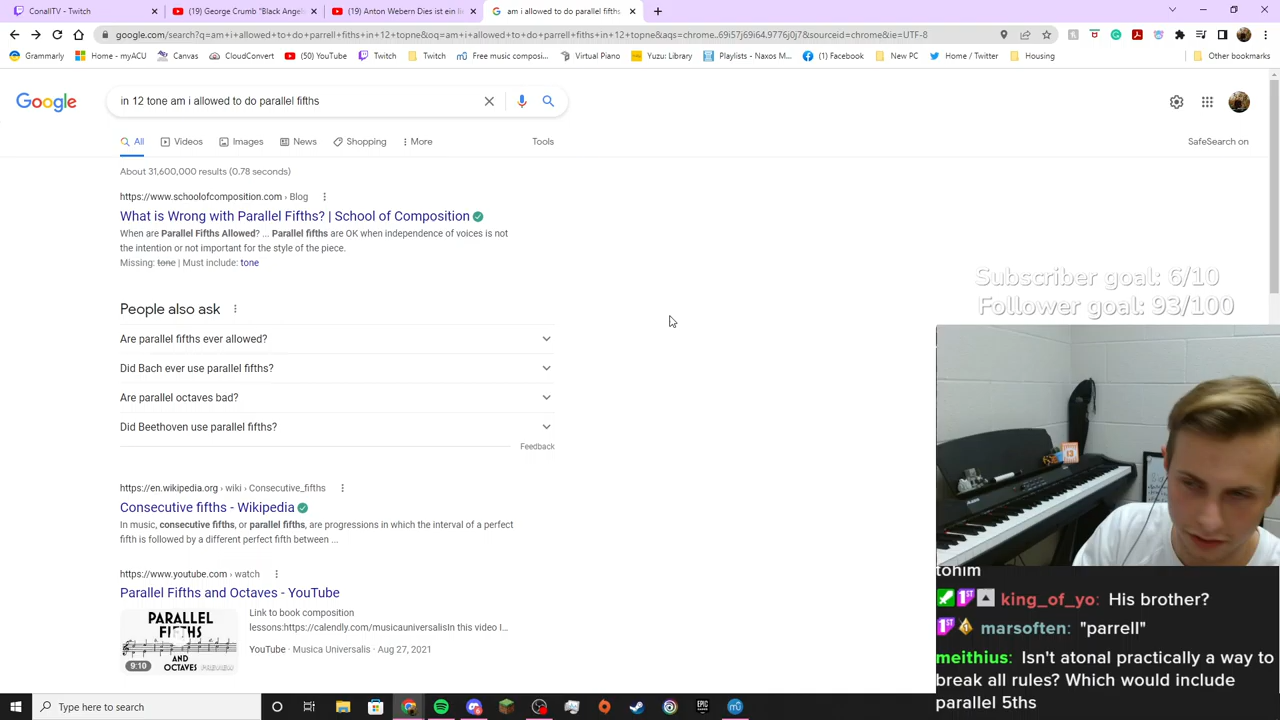 ConallTV - Twitch
(19) George Crumb "Black Angels
(19) Anton Webern Dies ist ein lie
am i allowed to do parallel fifths
google.com/search?q=am+i+allowed+to+do+parrell+fiths+in+12+topne&oq=am+i+allowed+to+do+parrell+fiths+in+12+topne&aqs=chrome..69i57j69i64.9776j0j7&sourceid=chrome&ie=UTF-8
Grammarly
Home - myACU
Canvas
CloudConvert
(50) YouTube
Twitch
Twitch
Free music composi...
Virtual Piano
Yuzu: Library
Playlists - Naxos M...
(1) Facebook
New PC
Home / Twitter
Housing
Other bookmarks
Google
in 12 tone am i allowed to do parallel fifths
All
Videos
Images
News
Shopping
More
Tools
SafeSearch on
About 31,600,000 results (0.78 seconds)
https://www.schoolofcomposition.com › Blog
What is Wrong with Parallel Fifths? | School of Composition
When are Parallel Fifths Allowed? ... Parallel fifths are OK when independence of voices is not
the intention or not important for the style of the piece.
Missing: tone | Must include: tone
People also ask
Are parallel fifths ever allowed?
Did Bach ever use parallel fifths?
Are parallel octaves bad?
Did Beethoven use parallel fifths?
Feedback
https://en.wikipedia.org › wiki › Consecutive_fifths
Consecutive fifths - Wikipedia
In music, consecutive fifths, or parallel fifths, are progressions in which the interval of a perfect
fifth is followed by a different perfect fifth between ...
https://www.youtube.com › watch
Parallel Fifths and Octaves - YouTube
PARALLEL
FIFTHS
AND
OCTAVES
PREVIEW
9:10
Link to book composition
lessons:https://calendly.com/musicauniversalisIn this video I...
YouTube · Musica Universalis · Aug 27, 2021
Subscriber goal: 6/10
Follower goal: 93/100
tohim
king_of_yo: His brother?
marsoften: "parrell"
meithius: Isn't atonal practically a way to
break all rules? Which would include
parallel 5ths
Type here to search